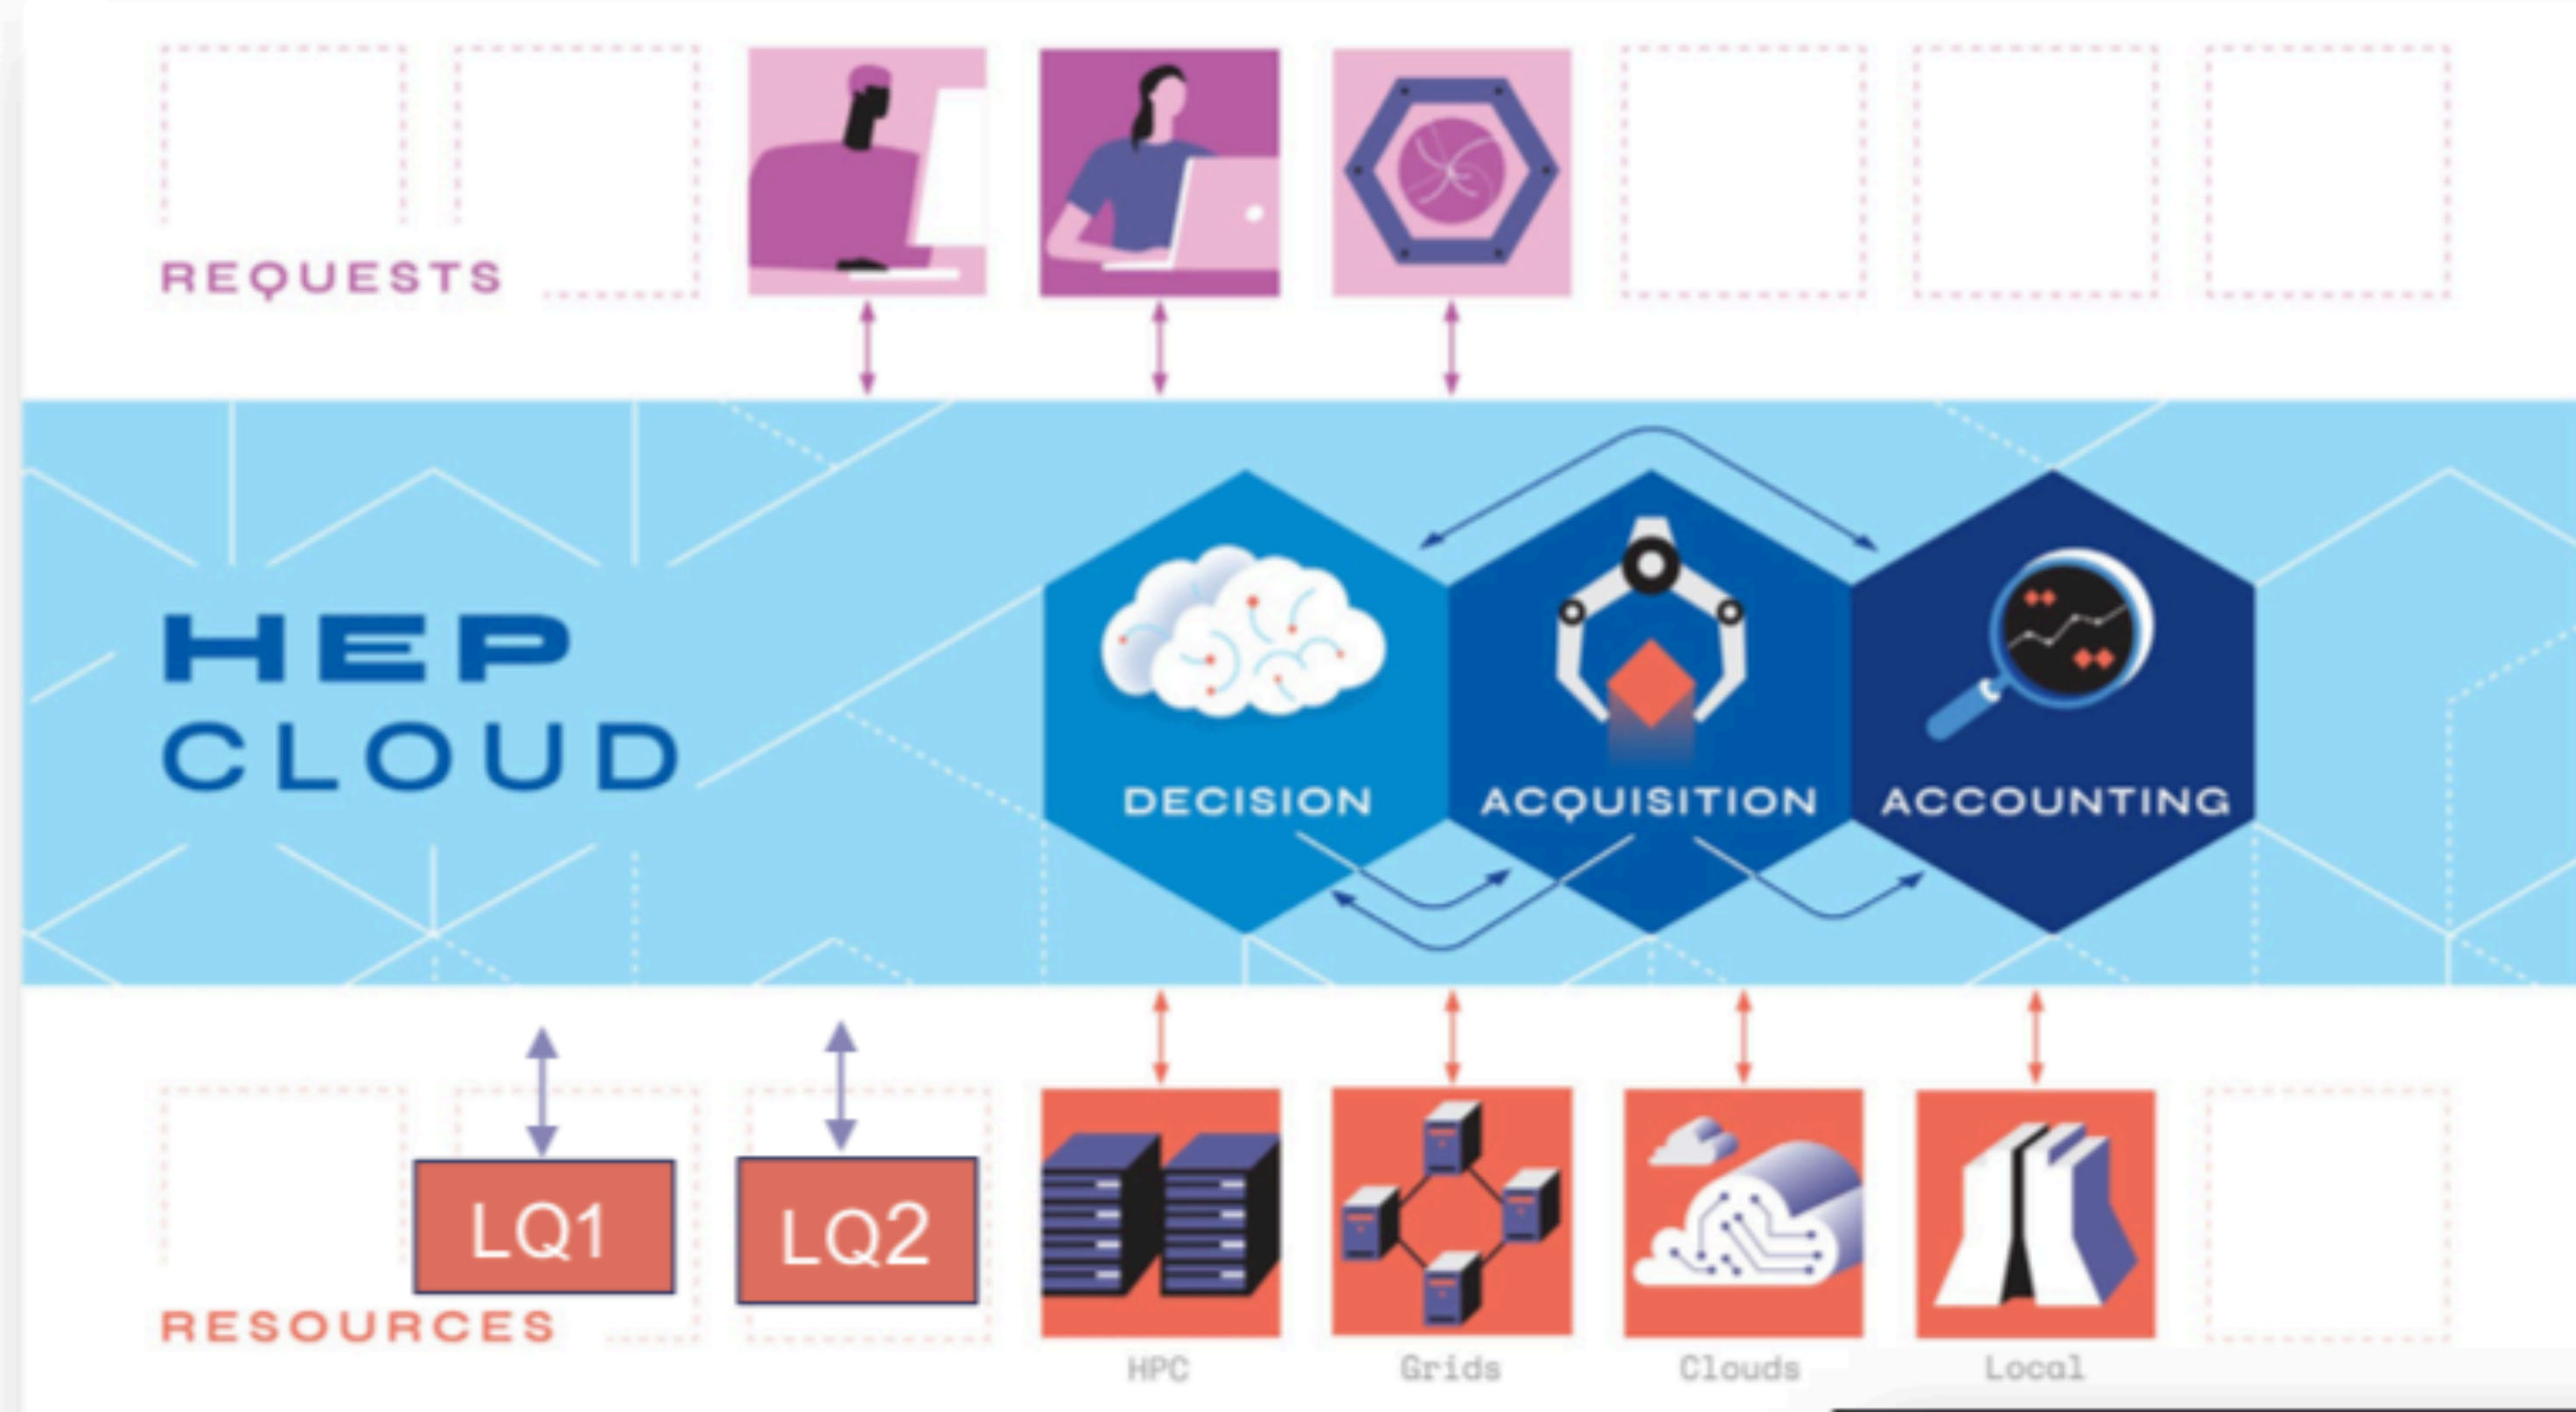 REQUESTS
HEP
CLOUD
DECISION
ACQUISITION
ACCOUNTING
LQ1
LQ2
RESOURCES
HPC
Grids
Clouds
Local